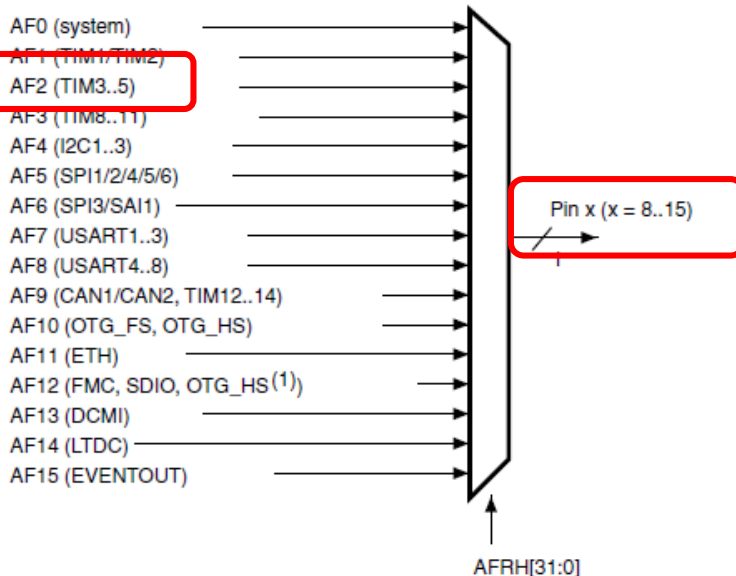 AF0 (system)
AF1 (TIM1/TIM2)
AF2 (TIM3..5)
AF3 (TIM8..11)
AF4 (I2C1..3)
AF5 (SPI1/2/4/5/6)
AF6 (SPI3/SAI1)
AF7 (USART1..3)
AF8 (USART4..8)
AF9 (CAN1/CAN2, TIM12..14)
AF10 (OTG_FS, OTG_HS)
AF11 (ETH)
AF12 (FMC, SDIO, OTG_HS(1))
AF13 (DCMI)
AF14 (LTDC)
AF15 (EVENTOUT)
Pin x (x = 8..15)
1
AFRH[31:0]